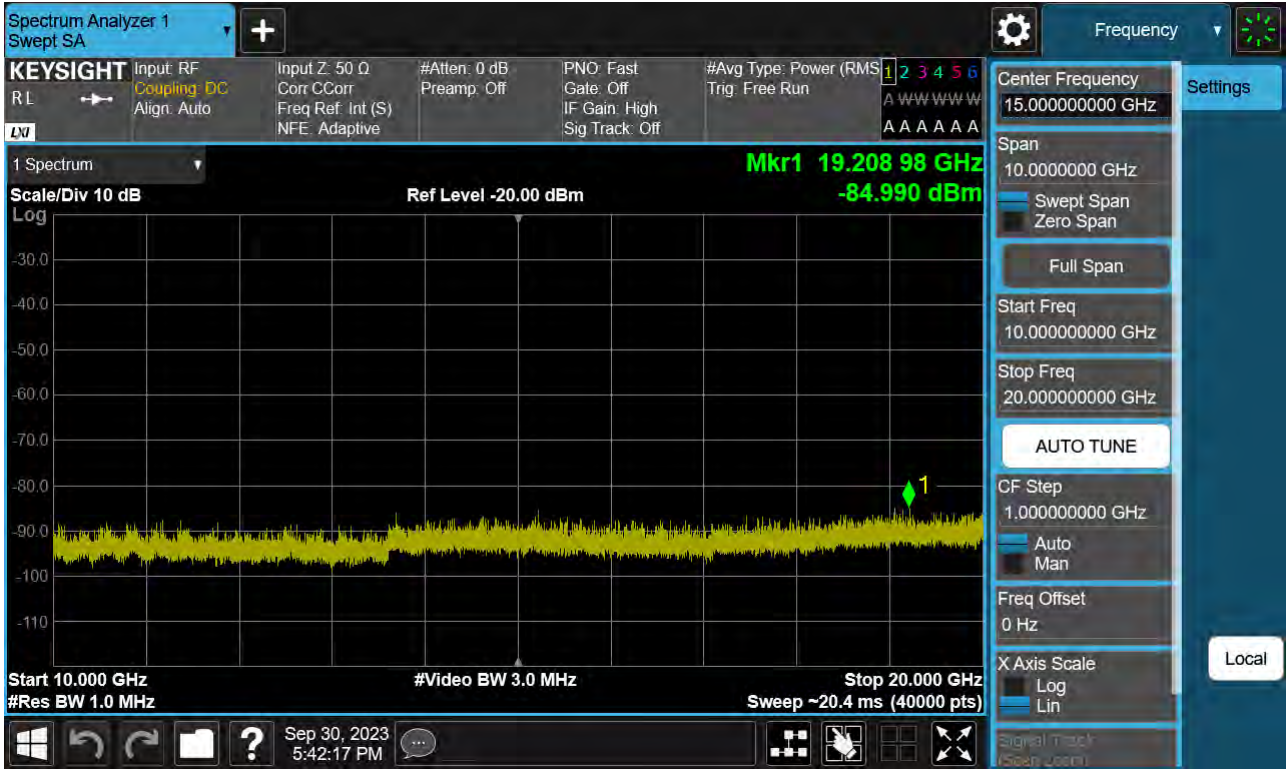 Spectrum Analyzer 1
Swept SA
Frequency
KEYSIGHT
R L
LXI
Input: RF
Coupling: DC
Align: Auto
Input Z: 50 Ω
Corr CCorr
Freq Ref: Int (S)
NFE: Adaptive
#Atten: 0 dB
Preamp: Off
PNO: Fast
Gate: Off
IF Gain: High
Sig Track: Off
#Avg Type: Power (RMS
Trig: Free Run
1 2 3 4 5 6
A W W W W W
A A A A A A
1 Spectrum
Scale/Div 10 dB
Ref Level -20.00 dBm
Mkr1 19.208 98 GHz
-84.990 dBm
Log
-30.0
-40.0
-50.0
-60.0
-70.0
-80.0
-90.0
-100
-110
1
Start 10.000 GHz
#Video BW 3.0 MHz
Stop 20.000 GHz
#Res BW 1.0 MHz
Sweep ~20.4 ms (40000 pts)
Sep 30, 2023
5:42:17 PM
Center Frequency
15.000000000 GHz
Span
10.0000000 GHz
Swept Span
Zero Span
Full Span
Start Freq
10.000000000 GHz
Stop Freq
20.000000000 GHz
AUTO TUNE
CF Step
1.000000000 GHz
Auto
Man
Freq Offset
0 Hz
X Axis Scale
Log
Lin
Signal Track
(Span Zoom)
Settings
Local